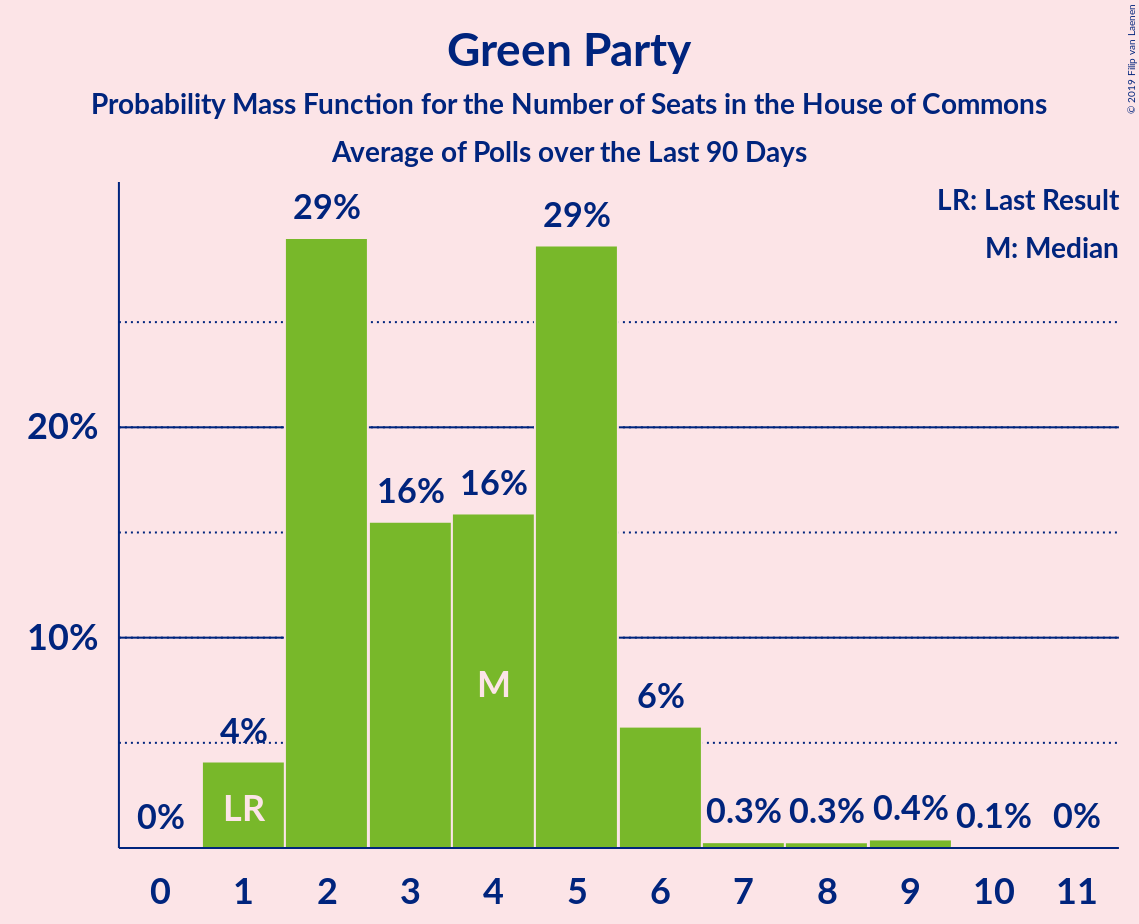 Green Party
Probability Mass Function for the Number of Seats in the House of Commons
Average of Polls over the Last 90 Days
© 2019 Filip van Laenen
LR: Last Result
M: Median
20%
10%
0%
4%
29%
16%
16%
29%
6%
0.3%
0.3%
0.4%
0.1%
0%
LR
M
0 1 2 3 4 5 6 7 8 9 10 11